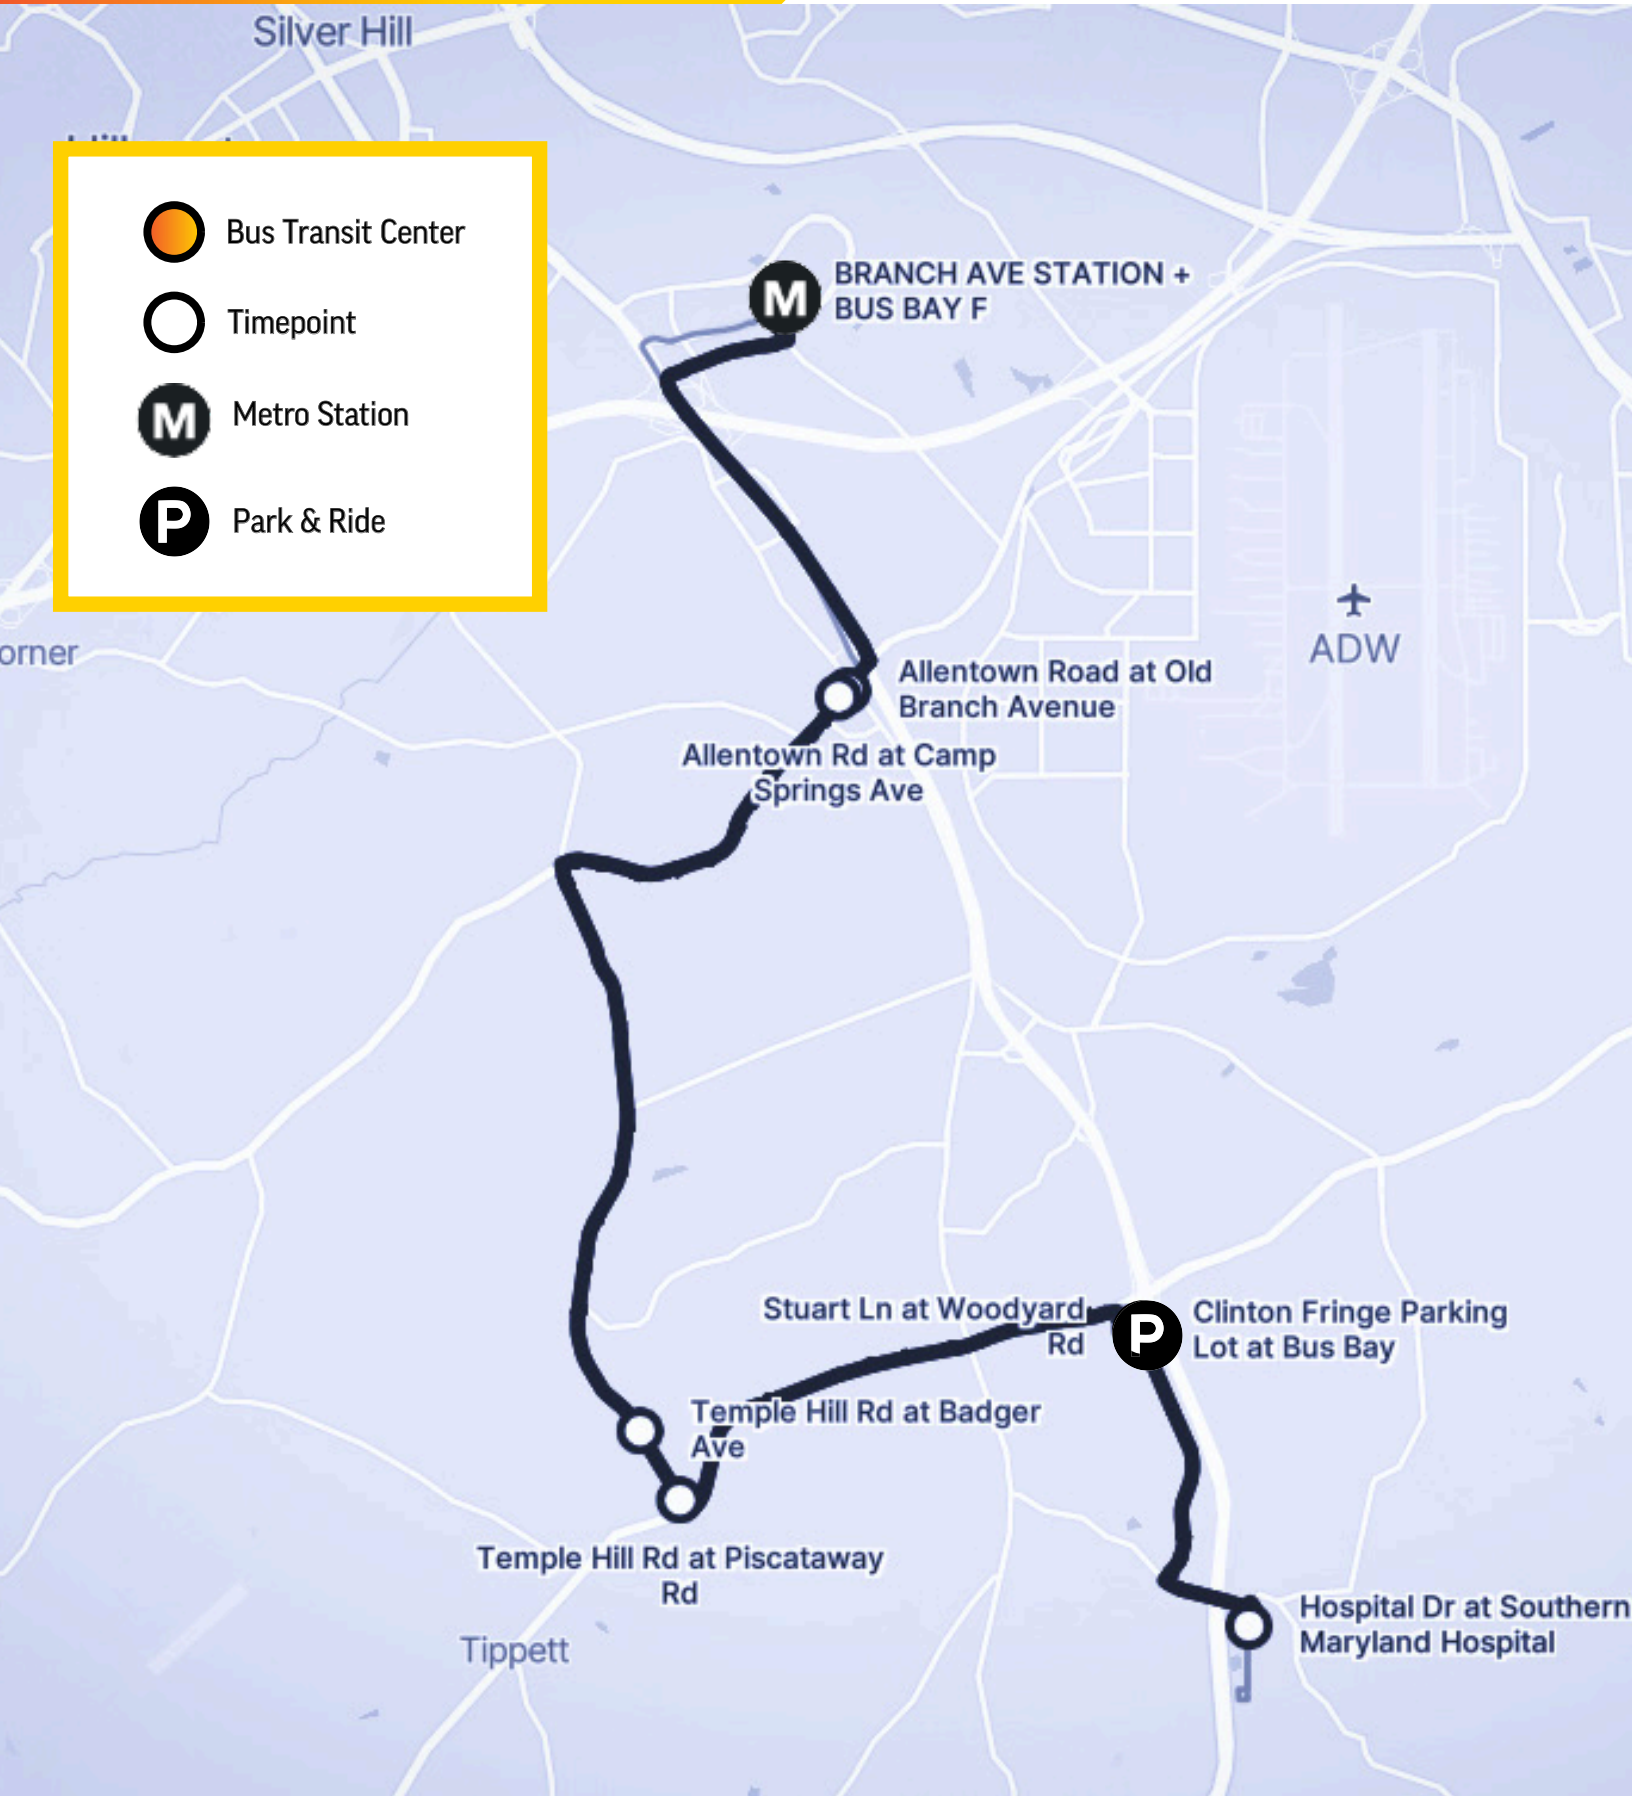 Silver Hill
Bus Transit Center
Timepoint
M
Metro Station
P
Park & Ride
M
BRANCH AVE STATION +
BUS BAY F
ADW
orner
Allentown Road at Old
Branch Avenue
Allentown Rd at Camp
Springs Ave
Stuart Ln at Woodyard
Rd
P
Clinton Fringe Parking
Lot at Bus Bay
Temple Hill Rd at Badger
Ave
Temple Hill Rd at Piscataway
Rd
Tippett
Hospital Dr at Southern
Maryland Hospital